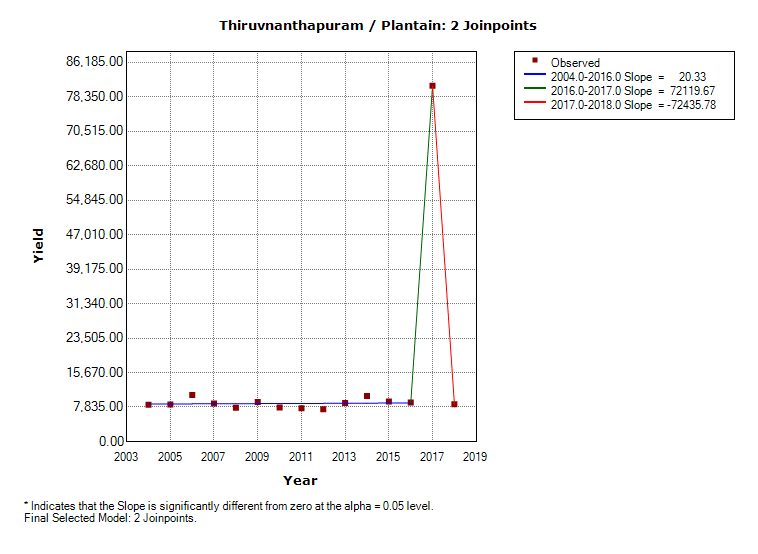 Thiruvnanthapuram / Plantain: 2 Joinpoints
Observed
2004.0-2016.0 Slope = 20.33
2016.0-2017.0 Slope = 72119.67
2017.0-2018.0 Slope = -72435.78
86,185.00
78,350.00
70,515.00
62,680.00
54,845.00
47,010.00
39,175.00
31,340.00
23,505.00
15,670.00
7,835.00
0.00
Yield
2003 2005 2007 2009 2011 2013 2015 2017 2019
Year
* Indicates that the Slope is significantly different from zero at the alpha = 0.05 level.
Final Selected Model: 2 Joinpoints.